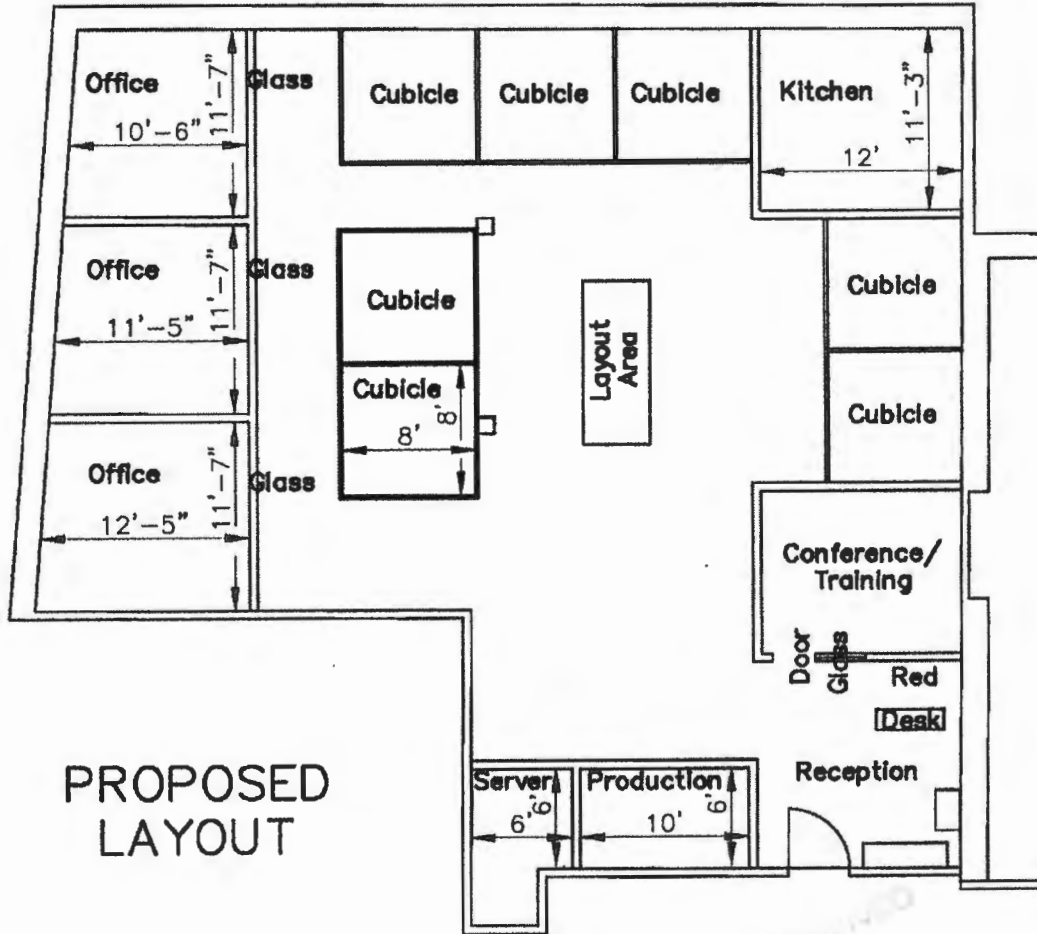 Office
11'-7"
10'-6"
Glass
Cubicle
Cubicle
Cubicle
Kitchen
11'-3"
12'
Office
11'-7"
11'-5"
Glass
Cubicle
Cubicle
8'
8'
Layout
Area
Cubicle
Cubicle
Office
11'-7"
12'-5"
Glass
Conference/
Training
Door
Glass
Red
Desk
Reception
Server
6'
6'
Production
10'
6'
PROPOSED
LAYOUT